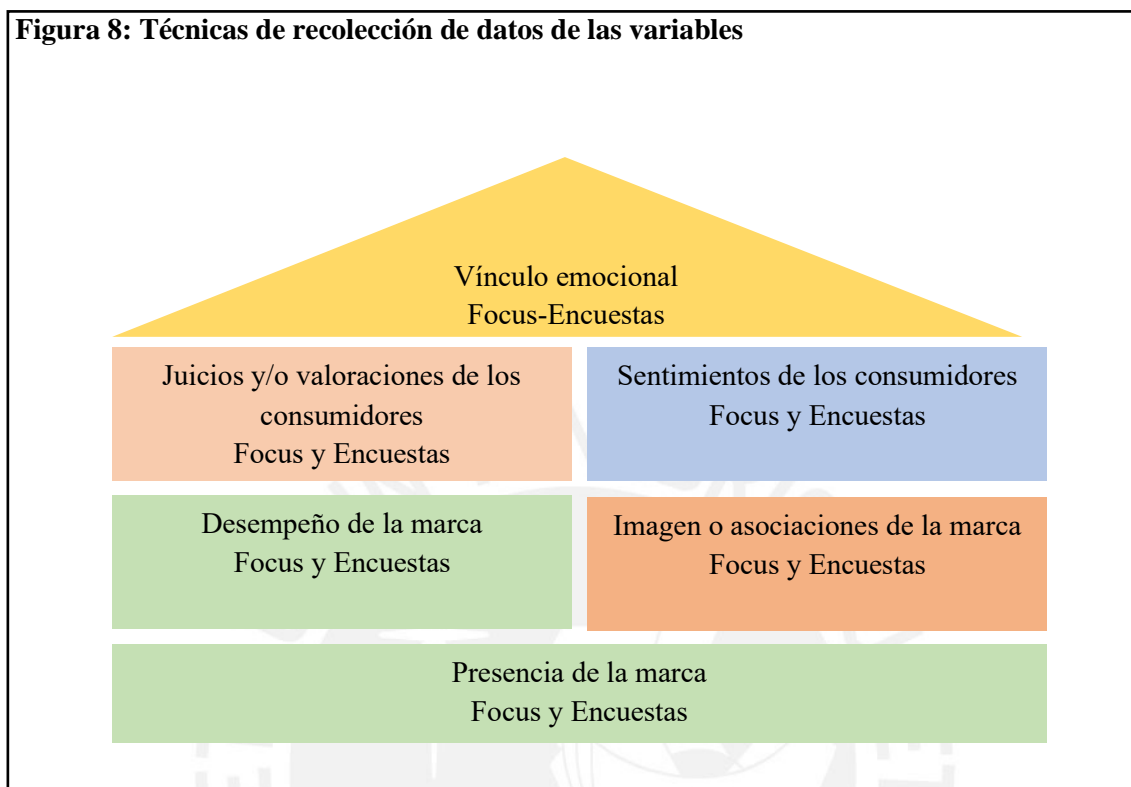 Figura 8: Técnicas de recolección de datos de las variables
Vínculo emocional
Focus-Encuestas
Juicios y/o valoraciones de los
consumidores
Focus y Encuestas
Sentimientos de los consumidores
Focus y Encuestas
Desempeño de la marca
Focus y Encuestas
Imagen o asociaciones de la marca
Focus y Encuestas
Presencia de la marca
Focus y Encuestas